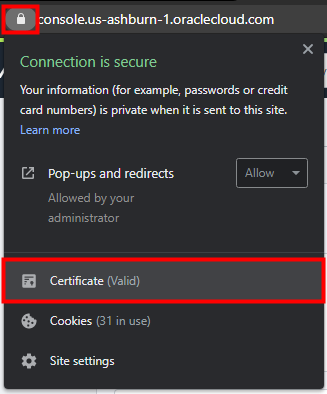 console.us-ashburn-1.oraclecloud.com
Connection is secure
Your information (for example, passwords or credit
card numbers) is private when it is sent to this site.
Learn more
Pop-ups and redirects
Allow
Allowed by your
administrator
Certificate (Valid)
Cookies (31 in use)
Site settings